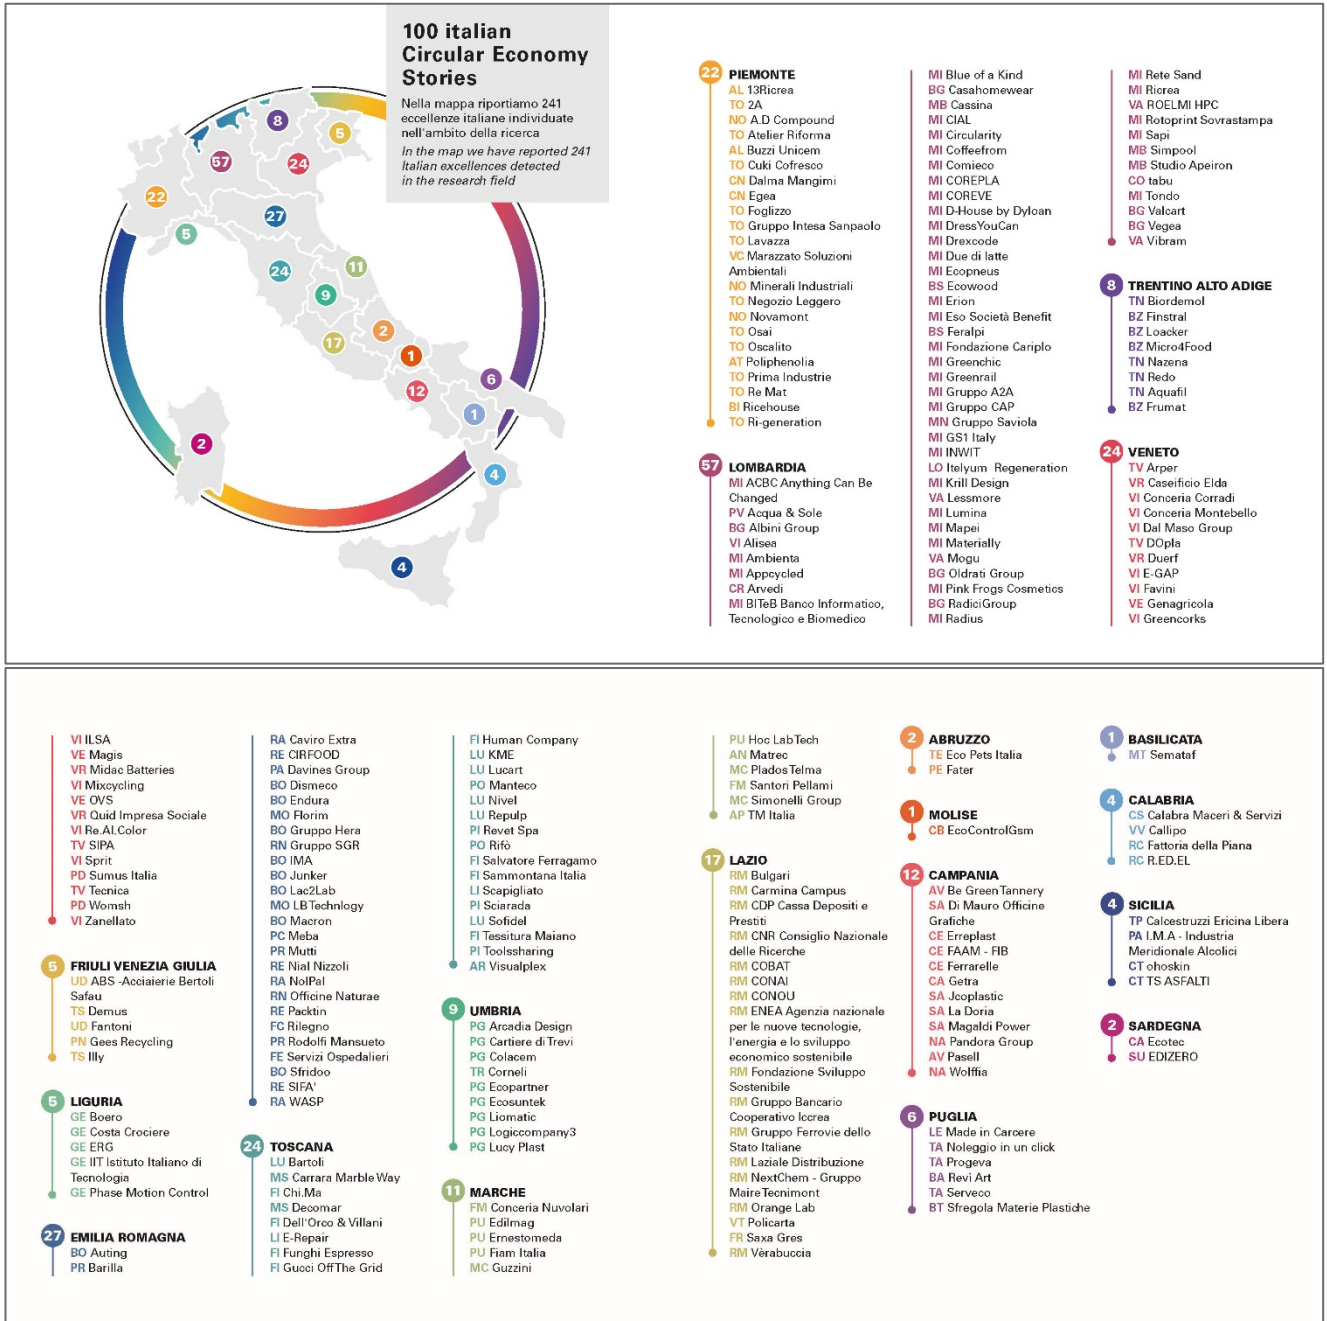 100 italian
Circular Economy
Stories
Nella mappa riportiamo 241
eccellenze italiane individuate
nell'ambito della ricerca
In the map we have reported 241
Italian excellences detected
in the research field
8
5
57
24
22
27
5
11
24
9
2
17
1
6
12
1
2
4
4
22 PIEMONTE
AL 13Ricrea
TO 2A
NO A.D Compound
TO Atelier Riforma
AL Buzzi Unicem
TO Cuki Cofresco
CN Dalma Mangimi
CN Egea
TO Foglizzo
TO Gruppo Intesa Sanpaolo
TO Lavazza
VC Marazzato Soluzioni
Ambientali
NO Minerali Industriali
TO Negozio Leggero
NO Novamont
TO Osai
TO Oscalito
AT Poliphenolia
TO Prima Industrie
TO Re Mat
BI Ricehouse
TO Ri-generation
57 LOMBARDIA
MI ACBC Anything Can Be
Changed
PV Acqua & Sole
BG Albini Group
VI Alisea
MI Ambienta
MI Appcycled
CR Arvedi
MI BITeB Banco Informatico,
Tecnologico e Biomedico
MI Blue of a Kind
BG Casahomewear
MB Cassina
MI CIAL
MI Circularity
MI Coffeefrom
MI Comieco
MI COREPLA
MI COREVE
MI D-House by Dyloan
MI DressYouCan
MI Drexcode
MI Due di latte
MI Ecopneus
BS Ecowood
MI Erion
MI Eso Società Benefit
BS Feralpi
MI Fondazione Cariplo
MI Greenchic
MI Greenrail
MI Gruppo A2A
MI Gruppo CAP
MN Gruppo Saviola
MI GS1 Italy
MI INWIT
LO Itelyum Regeneration
MI Krill Design
VA Lessmore
MI Lumina
MI Mapei
MI Materially
VA Mogu
BG Oldrati Group
MI Pink Frogs Cosmetics
BG RadiciGroup
MI Radius
MI Rete Sand
MI Ricrea
VA ROELMI HPC
MI Rotoprint Sovrastampa
MI Sapi
MB Simpool
MB Studio Apeiron
CO tabu
MI Tondo
BG Valcart
BG Vegea
VA Vibram
8 TRENTINO ALTO ADIGE
TN Biordemol
BZ Finstral
BZ Loacker
BZ Micro4Food
TN Nazena
TN Redo
TN Aquafil
BZ Frumat
24 VENETO
TV Arper
VR Caseificio Elda
VI Conceria Corradi
VI Conceria Montebello
VI Dal Maso Group
TV DOpla
VR Duerf
VI E-GAP
VI Favini
VE Genagricola
VI Greencorks
VI ILSA
VE Magis
VR Midac Batteries
VI Mixcycling
VE OVS
VR Quid Impresa Sociale
VI Re.Al.Color
TV SIPA
VI Sprit
PD Sumus Italia
TV Tecnica
PD Womsh
VI Zanellato
5 FRIULI VENEZIA GIULIA
UD ABS -Acciaierie Bertoli
Safau
TS Demus
UD Fantoni
PN Gees Recycling
TS Illy
5 LIGURIA
GE Boero
GE Costa Crociere
GE ERG
GE IIT Istituto Italiano di
Tecnologia
GE Phase Motion Control
27 EMILIA ROMAGNA
BO Auting
PR Barilla
RA Caviro Extra
RE CIRFOOD
PA Davines Group
BO Dismeco
BO Endura
MO Florim
BO Gruppo Hera
RN Gruppo SGR
BO IMA
BO Junker
BO Lac2Lab
MO LBTechnlogy
BO Macron
PC Meba
PR Mutti
RE Nial Nizzoli
RA NolPal
RN Officine Naturae
RE Packtin
FC Rilegno
PR Rodolfi Mansueto
FE Servizi Ospedalieri
BO Sfridoo
RE SIFA'
RA WASP
24 TOSCANA
LU Bartoli
MS Carrara Marble Way
FI Chi.Ma
MS Decomar
FI Dell'Orco & Villani
LI E-Repair
FI Funghi Espresso
FI Gucci Off The Grid
FI Human Company
LU KME
LU Lucart
PO Manteco
LU Nivel
LU Repulp
PI Revet Spa
PO Rifò
FI Salvatore Ferragamo
FI Sammontana Italia
LI Scapigliato
PI Sciarada
LU Sofidel
FI Tessitura Maiano
PI Toolssharing
AR Visualplex
9 UMBRIA
PG Arcadia Design
PG Cartiere di Trevi
PG Colacem
TR Corneli
PG Ecopartner
PG Ecosuntek
PG Liomatic
PG Logiccompany3
PG Lucy Plast
11 MARCHE
FM Conceria Nuvolari
PU Edilmag
PU Ernestomeda
PU Fiam Italia
MC Guzzini
PU Hoc Lab Tech
AN Matrec
MC Plados Telma
FM Santori Pellami
MC Simonelli Group
AP TM Italia
17 LAZIO
RM Bulgari
RM Carmina Campus
RM CDP Cassa Depositi e
Prestiti
RM CNR Consiglio Nazionale
delle Ricerche
RM COBAT
RM CONAI
RM CONOU
RM ENEA Agenzia nazionale
per le nuove tecnologie,
l'energia e lo sviluppo
economico sostenibile
RM Fondazione Sviluppo
Sostenibile
RM Gruppo Bancario
Cooperativo Iccrea
RM Gruppo Ferrovie dello
Stato Italiane
RM Laziale Distribuzione
RM NextChem - Gruppo
Maire Tecnimont
RM Orange Lab
VT Policarta
FR Saxa Gres
RM Vèrabuccia
2 ABRUZZO
TE Eco Pets Italia
PE Fater
1 MOLISE
CB EcoControlGsm
12 CAMPANIA
AV Be Green Tannery
SA Di Mauro Officine
Grafiche
CE Erreplast
CE FAAM - FIB
CE Ferrarelle
CA Getra
SA Jcoplastic
SA La Doria
SA Magaldi Power
NA Pandora Group
AV Pasell
NA Wolffia
6 PUGLIA
LE Made in Carcere
TA Noleggio in un click
TA Progeva
BA Revì Art
TA Serveco
BT Sfregola Materie Plastiche
1 BASILICATA
MT Semataf
4 CALABRIA
CS Calabra Maceri & Servizi
VV Callipo
RC Fattoria della Piana
RC R.ED.EL
4 SICILIA
TP Calcestruzzi Ericina Libera
PA I.M.A - Industria
Meridionale Alcolici
CT ohoskin
CT TS ASFALTI
2 SARDEGNA
CA Ecotec
SU EDIZERO